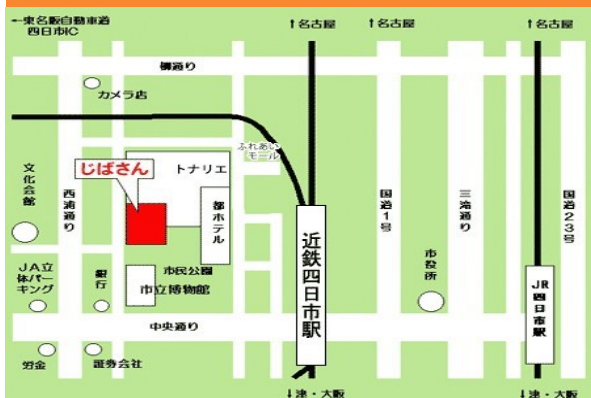 ←東名阪自動車道
四日市IC
↑名古屋
↑名古屋
↑名古屋
柳通り
カメラ店
ふれあい
モール
じばさん
トナリエ
文化会館
西浦通り
都ホテル
国道1号
三滝通り
国道23号
近鉄四日市駅
市役所
市民公園
JA立
体パー
キング
銀行
市立博物館
JR四日市駅
中央通り
労金
証券会社
↓津・大阪
↓津・大阪